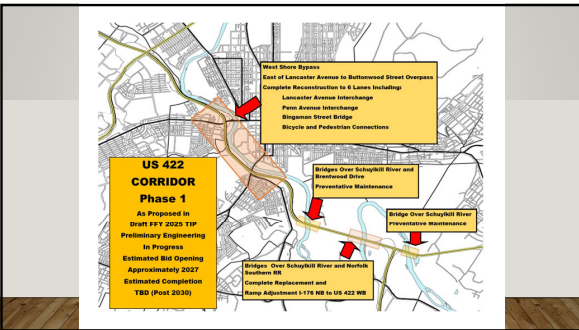 West Shore Bypass
East of Lancaster Avenue to Buttonwood Street Overpass
Complete Reconstruction to 6 Lanes Including:
Lancaster Avenue Interchange
Penn Avenue Interchange
Bingaman Street Bridge
Bicycle and Pedestrian Connections
US 422
CORRIDOR
Phase 1
As Proposed in
Draft FFY 2025 TIP
Preliminary Engineering
In Progress
Estimated Bid Opening
Approximately 2027
Estimated Completion
TBD (Post 2030)
Bridges Over Schuylkill River and
Brentwood Drive
Preventative Maintenance
Bridge Over Schuylkill River
Preventative Maintenance
Bridges Over Schuylkill River and Norfolk
Southern RR
Complete Replacement and
Ramp Adjustment I-176 NB to US 422 WB